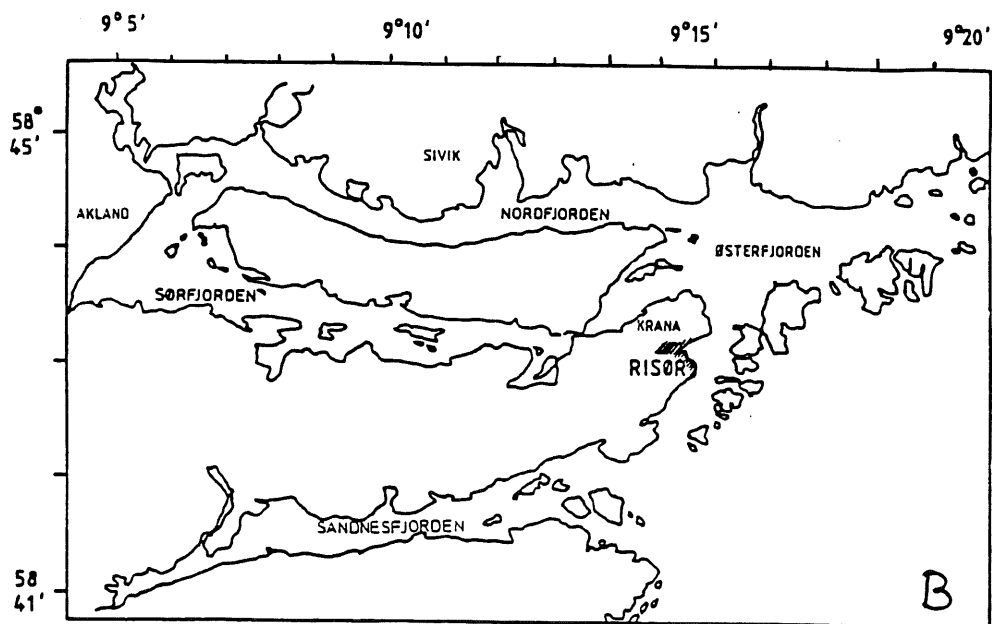 9°5′
9°10′
9°15′
9°20′
58°
45′
SIVIK
AKLAND
NORDFJORDEN
ØSTERFJORDEN
SØRFJORDEN
KRANA
RISØR
SANDNESFJORDEN
58
41′
B